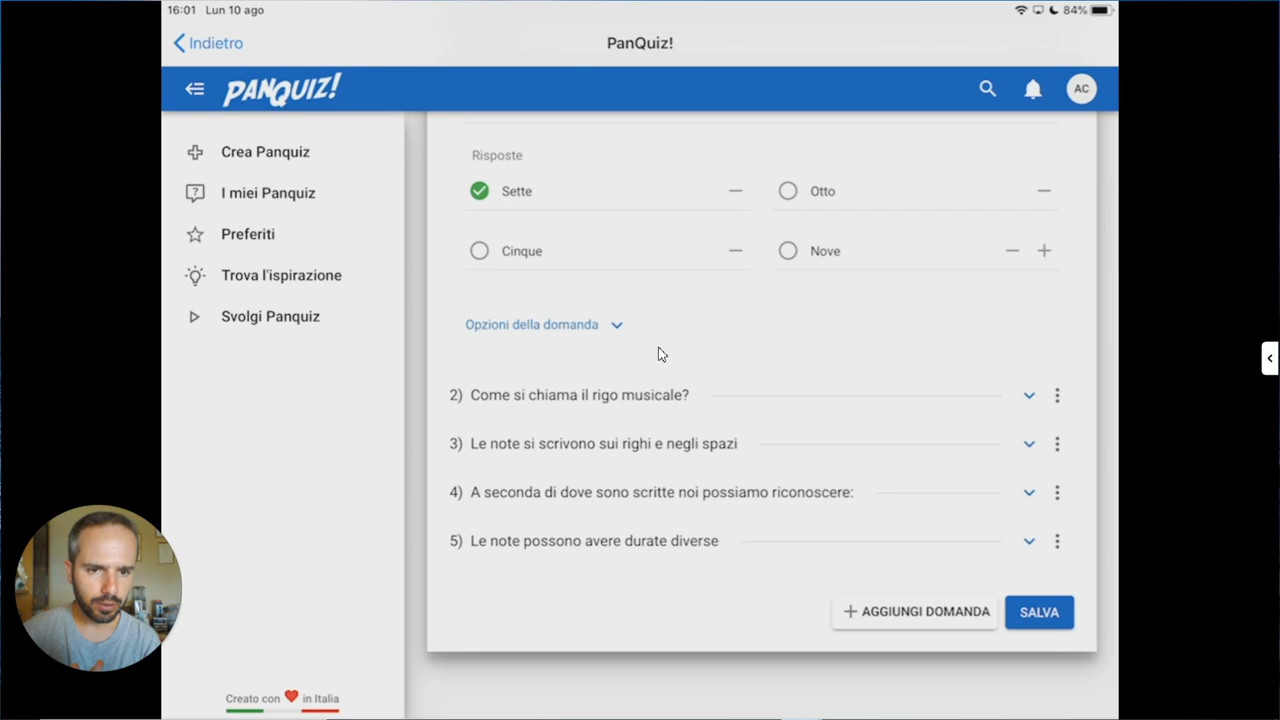 16:01 Lun 10 ago 84%
Indietro PanQuiz!
PANQUIZ! AC
Crea Panquiz
I miei Panquiz
Preferiti
Trova l'ispirazione
Svolgi Panquiz
Creato con ❤ in Italia
Risposte
Sette Otto
Cinque Nove
Opzioni della domanda
2) Come si chiama il rigo musicale?
3) Le note si scrivono sui righi e negli spazi
4) A seconda di dove sono scritte noi possiamo riconoscere:
5) Le note possono avere durate diverse
+ AGGIUNGI DOMANDA SALVA